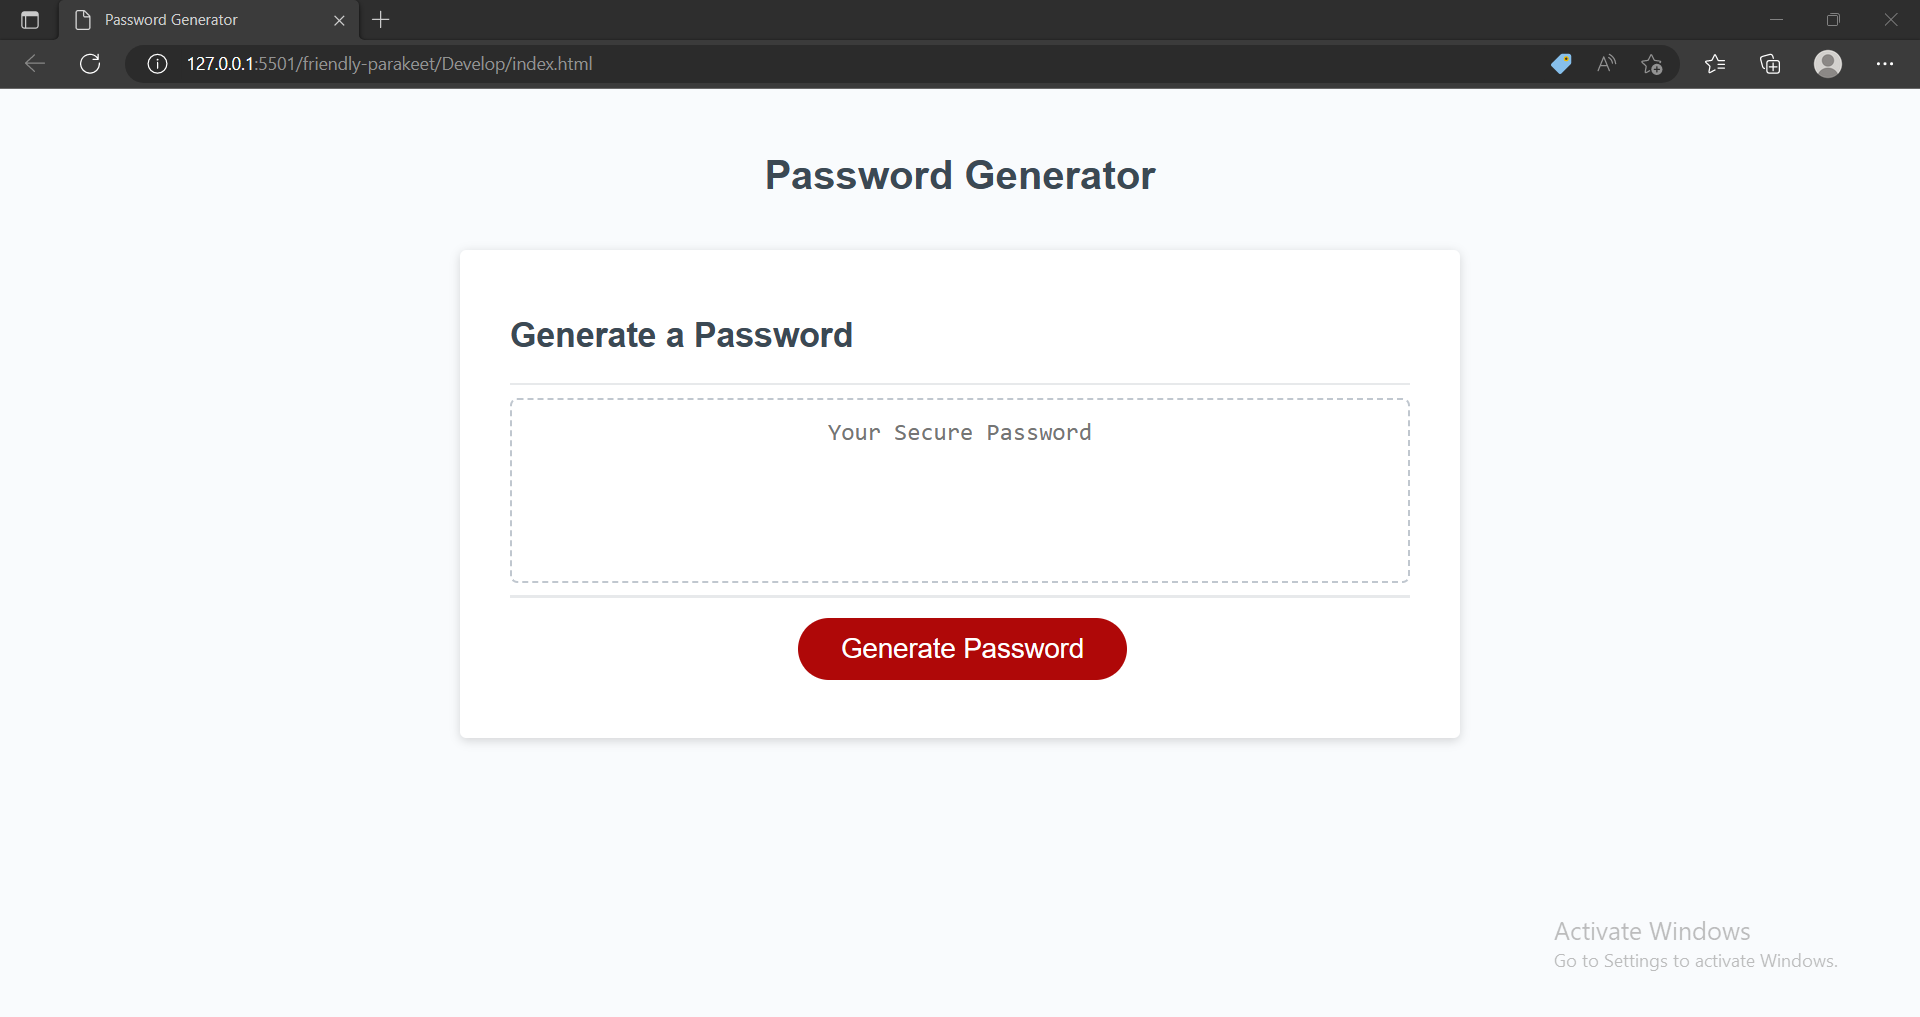 Password Generator
127.0.0.1:5501/friendly-parakeet/Develop/index.html
Password Generator
Generate a Password
Your Secure Password
Generate Password
Activate Windows
Go to Settings to activate Windows.